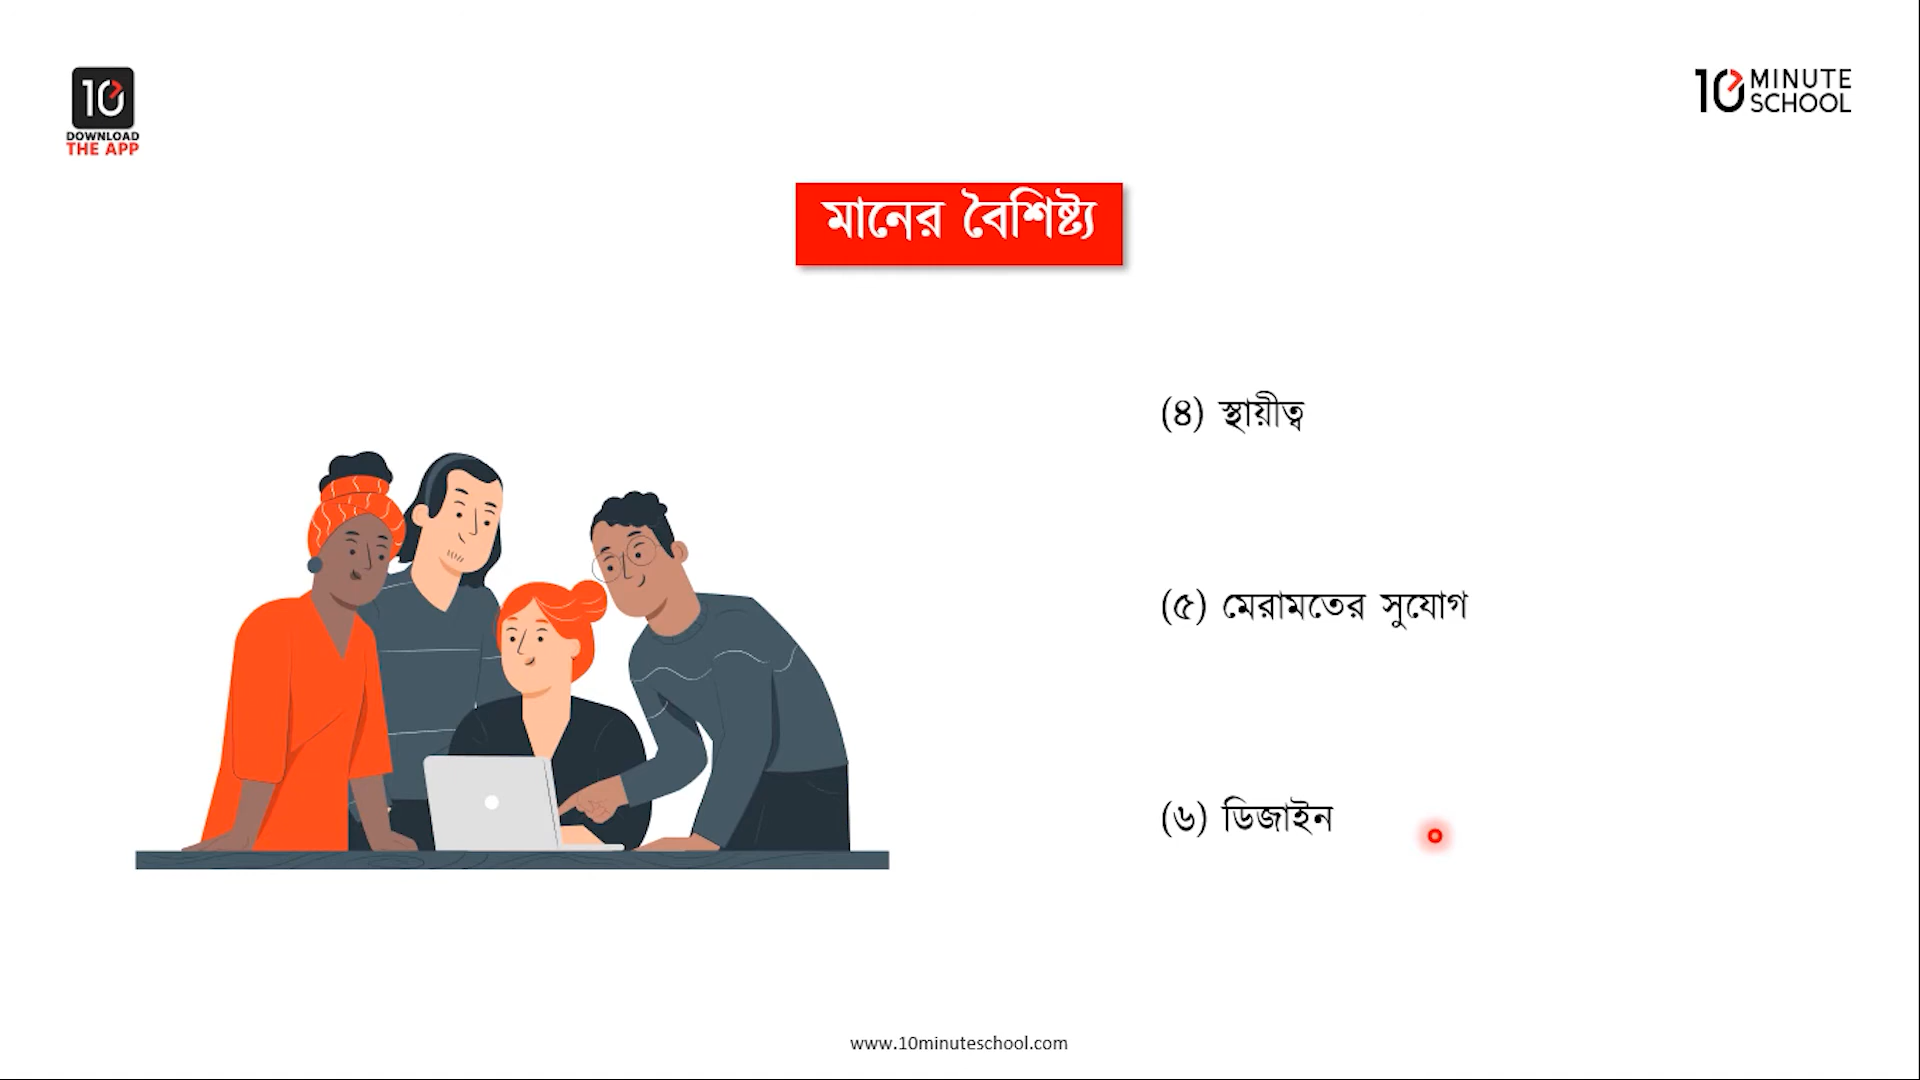 10
DOWNLOAD
THE APP
10 MINUTE
SCHOOL
মানের বৈশিষ্ট্য
(৪) স্থায়ীত্ব
(৫) মেরামতের সুযোগ
(৬) ডিজাইন
www.10minuteschool.com